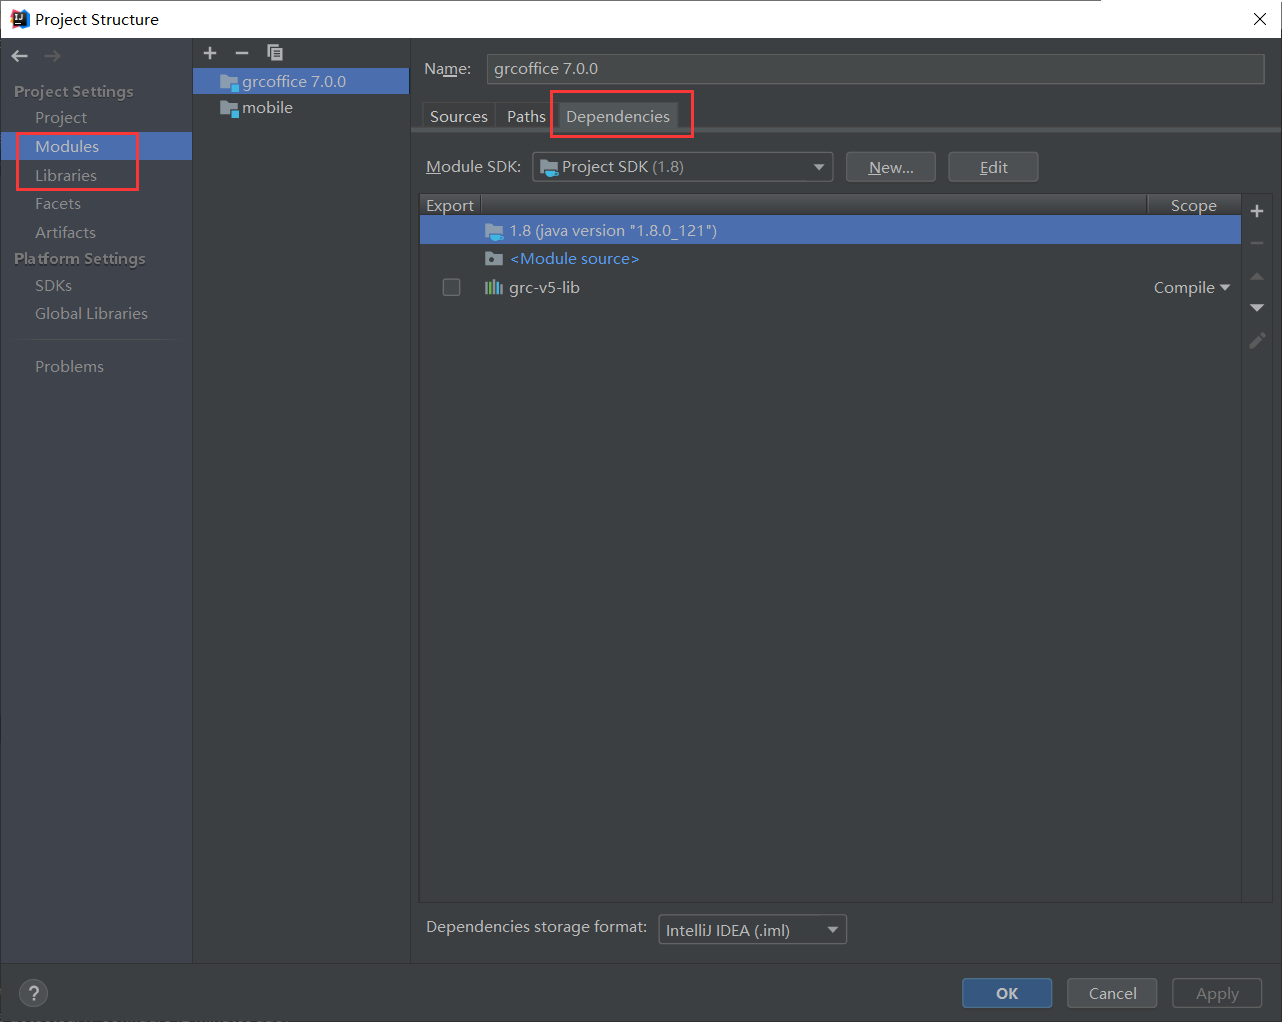 Project Structure
Project Settings
Project
Modules
Libraries
Facets
Artifacts
Platform Settings
SDKs
Global Libraries
Problems
grcoffice 7.0.0
mobile
Name: grcoffice 7.0.0
Sources Paths Dependencies
Module SDK: Project SDK (1.8) New... Edit
Export Scope
1.8 (java version "1.8.0_121")
<Module source>
grc-v5-lib Compile
Dependencies storage format: IntelliJ IDEA (.iml)
? OK Cancel Apply